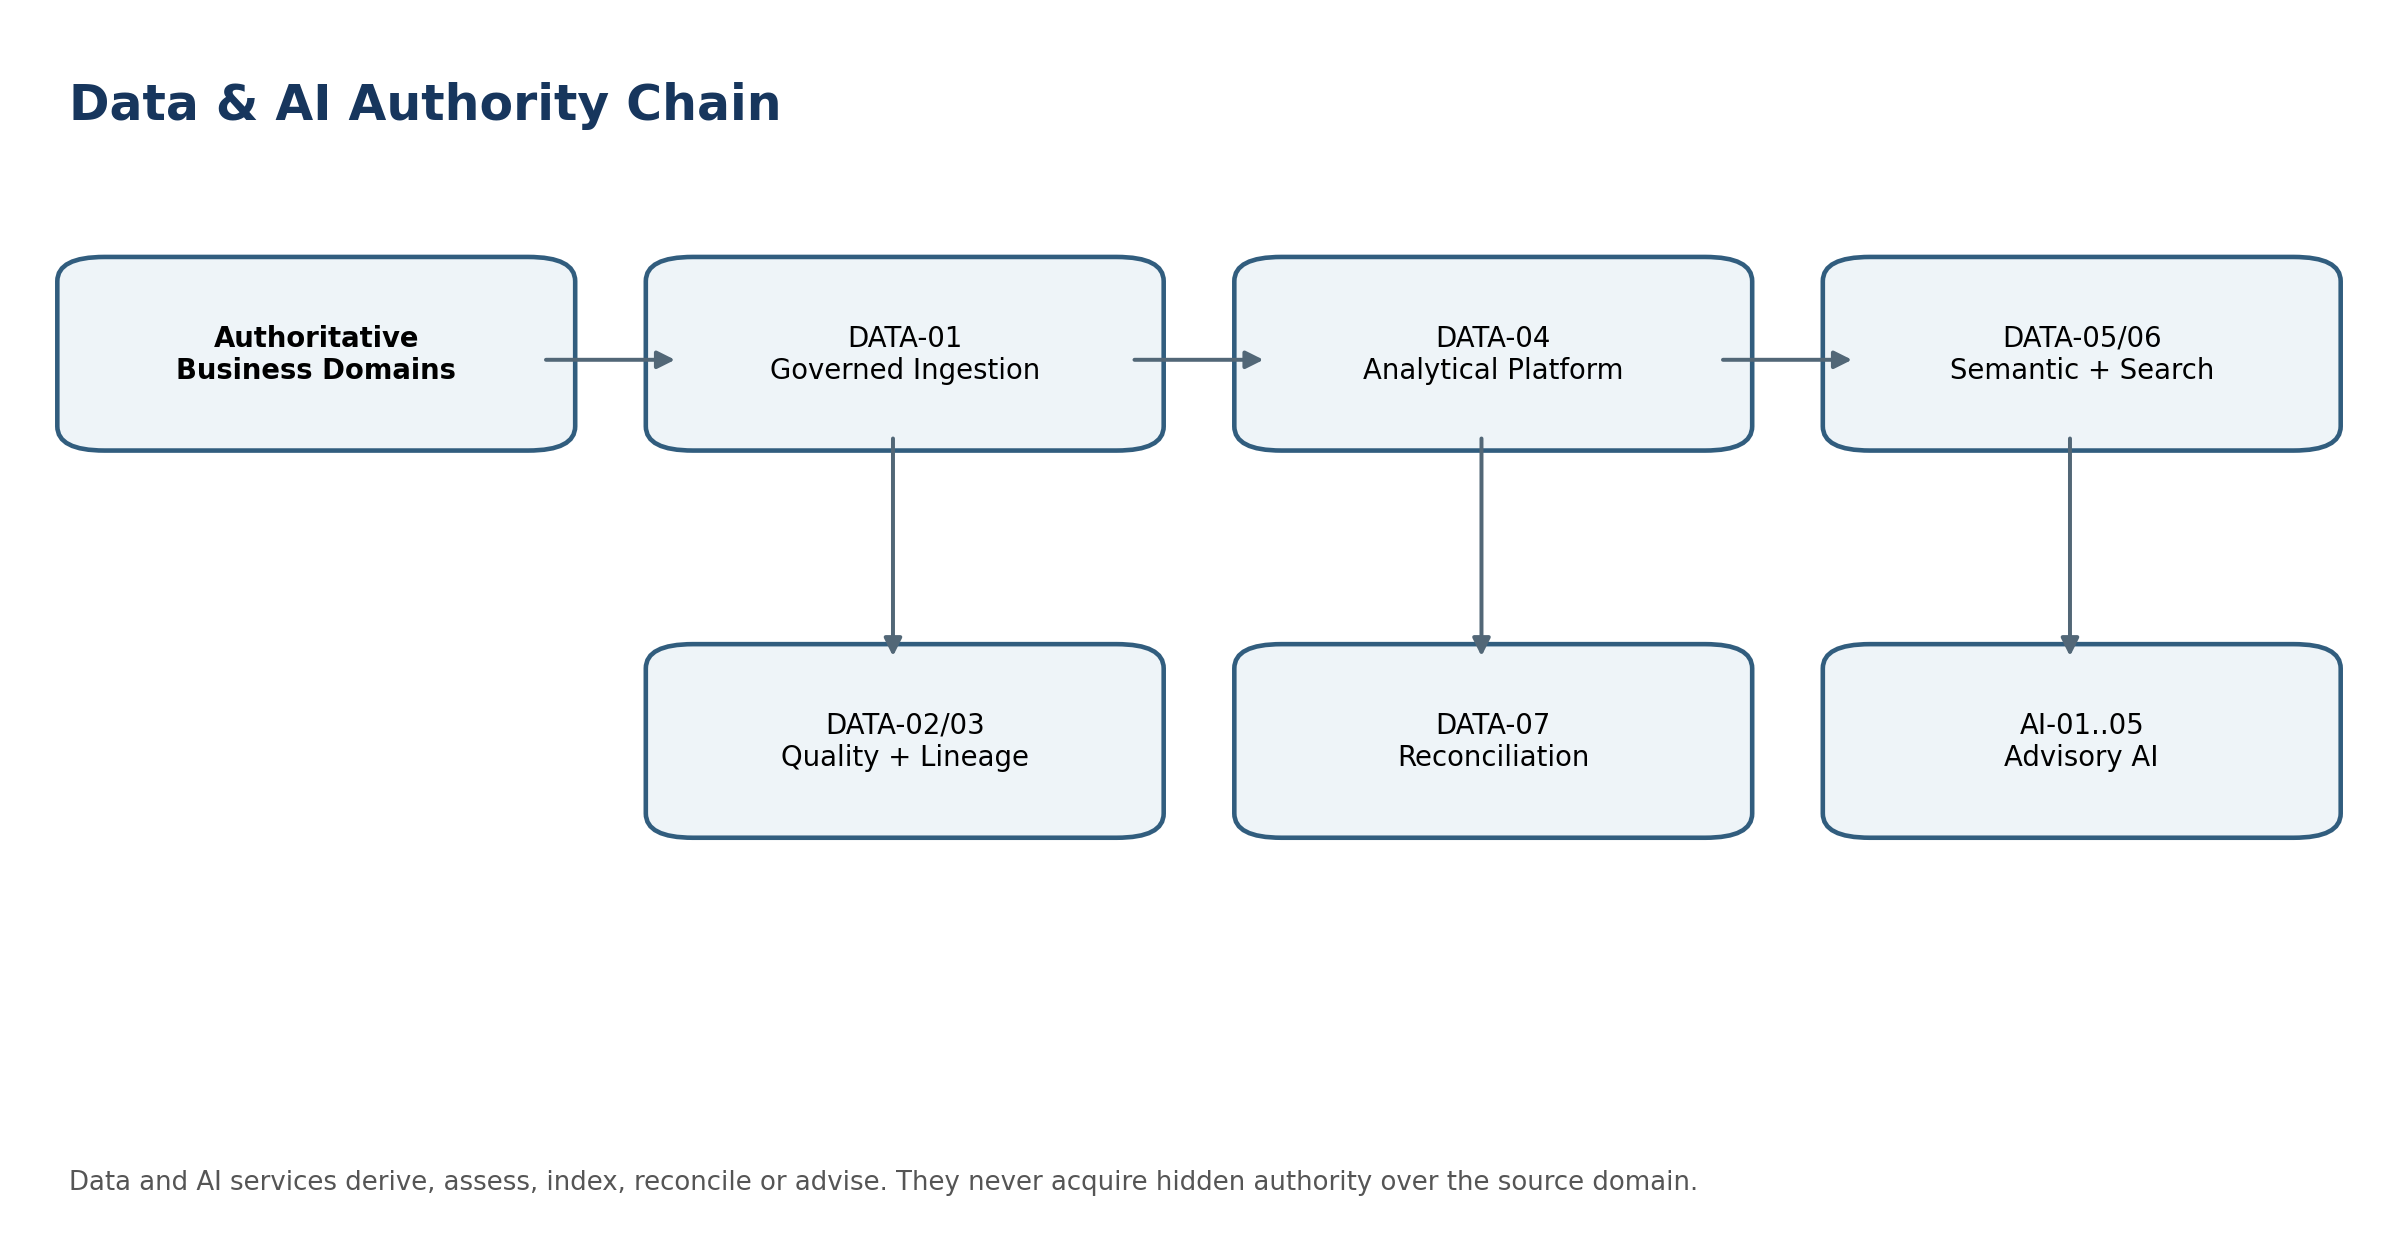 Data & AI Authority Chain
Authoritative
Business Domains
DATA-01
Governed Ingestion
DATA-04
Analytical Platform
DATA-05/06
Semantic + Search
DATA-02/03
Quality + Lineage
DATA-07
Reconciliation
AI-01..05
Advisory AI
Data and AI services derive, assess, index, reconcile or advise. They never acquire hidden authority over the source domain.